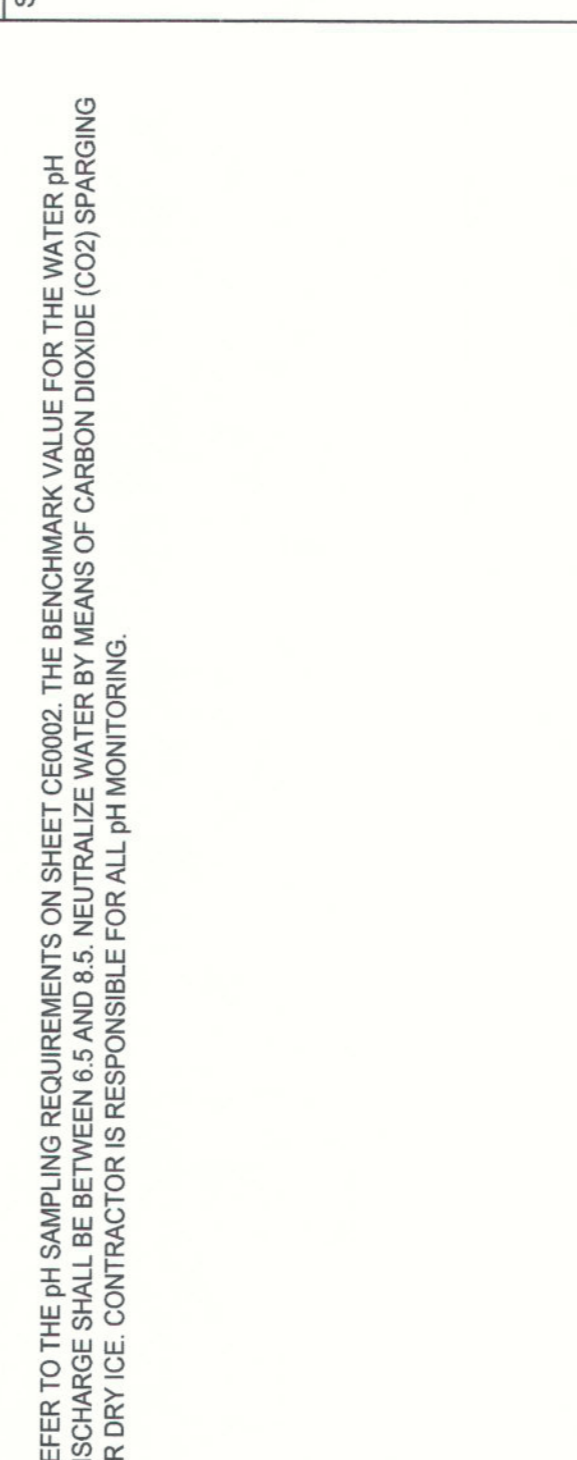 EFER TO THE pH SAMPLING REQUIREMENTS ON SHEET CE0002. THE BENCHMARK VALUE FOR THE WATER pH
ISCHARGE SHALL BE BETWEEN 6.5 AND 8.5. NEUTRALIZE WATER BY MEANS OF CARBON DIOXIDE (CO2) SPARGING
R DRY ICE. CONTRACTOR IS RESPONSIBLE FOR ALL pH MONITORING.